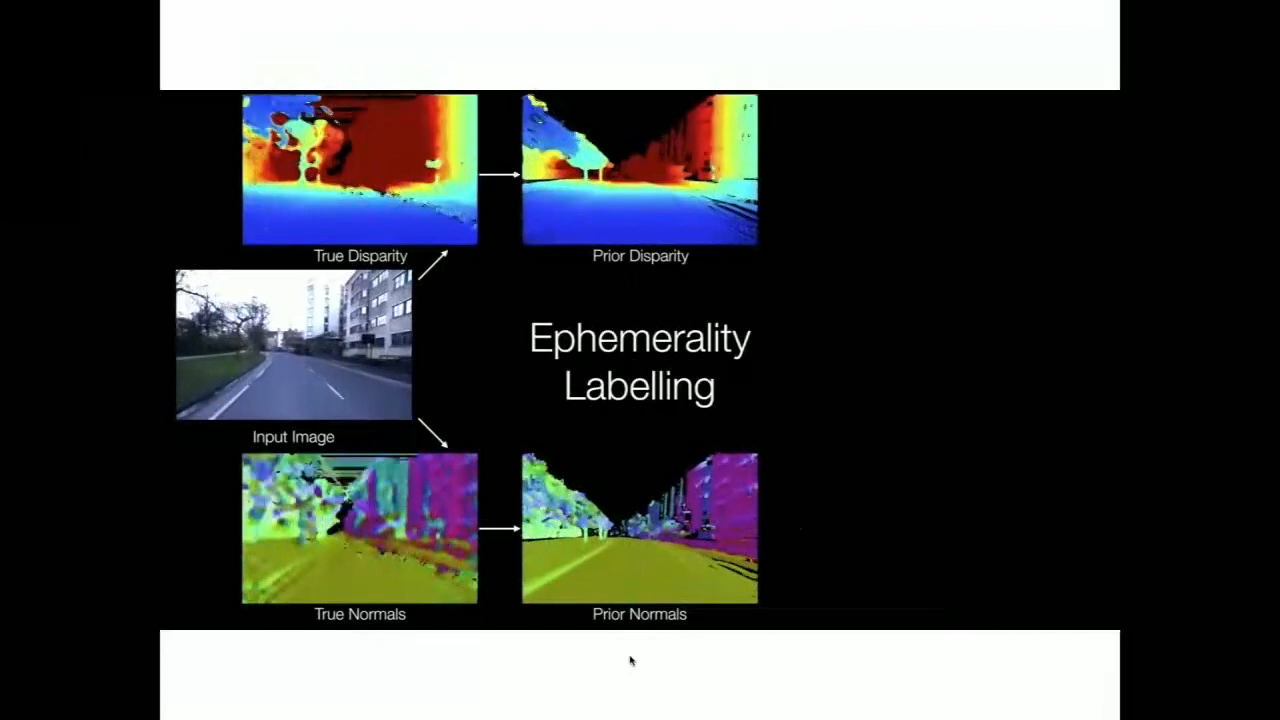 True Disparity
Prior Disparity
Input Image
Ephemerality
Labelling
True Normals
Prior Normals